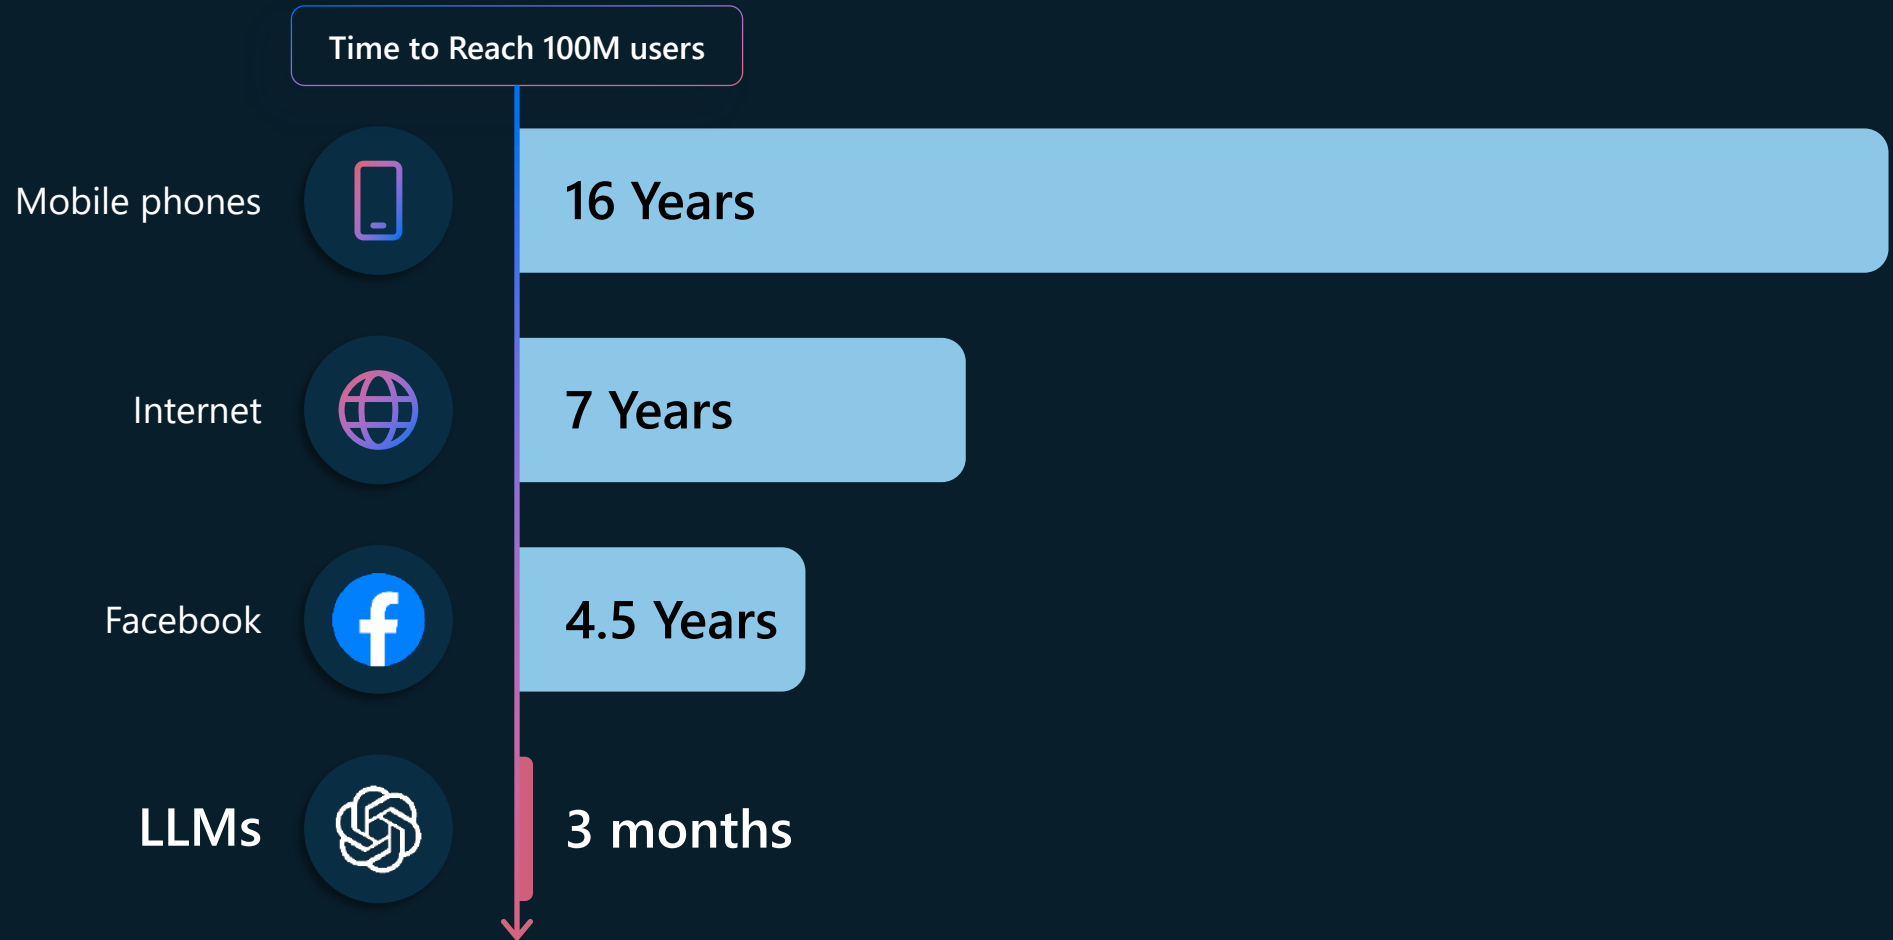 Time to Reach 100M users
Mobile phones
16 Years
Internet
7 Years
Facebook
4.5 Years
LLMs
3 months